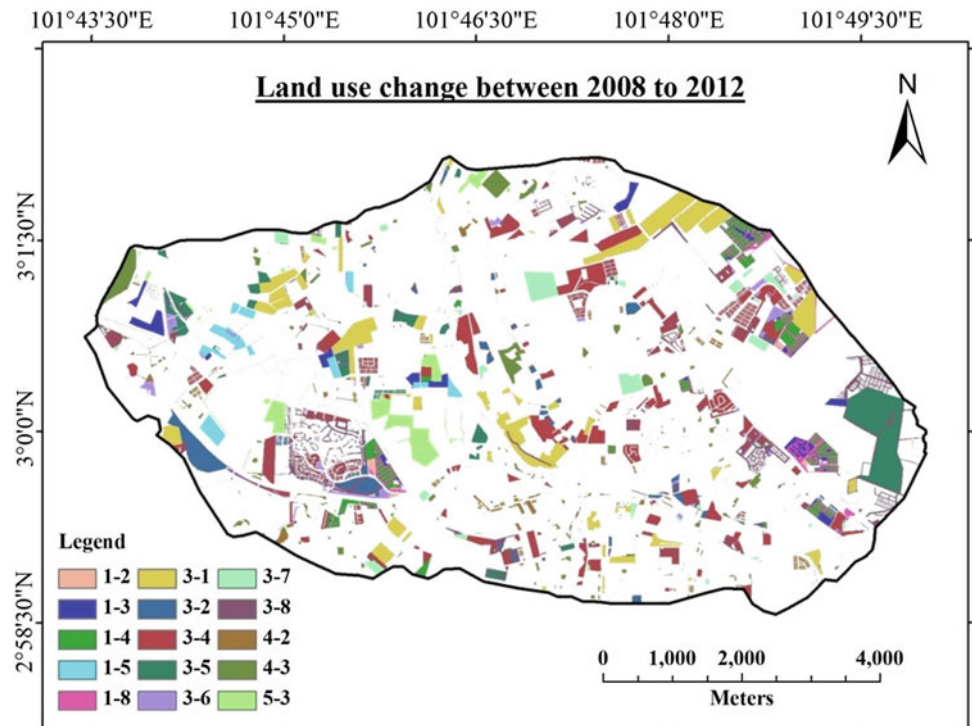 101°43'30"E 101°45'0"E 101°46'30"E 101°48'0"E 101°49'30"E
Land use change between 2008 to 2012
N
3°1'30"N
3°0'0"N
2°58'30"N
Legend
1-2 3-1 3-7
1-3 3-2 3-8
1-4 3-4 4-2
1-5 3-5 4-3
1-8 3-6 5-3
0 1,000 2,000 4,000
Meters